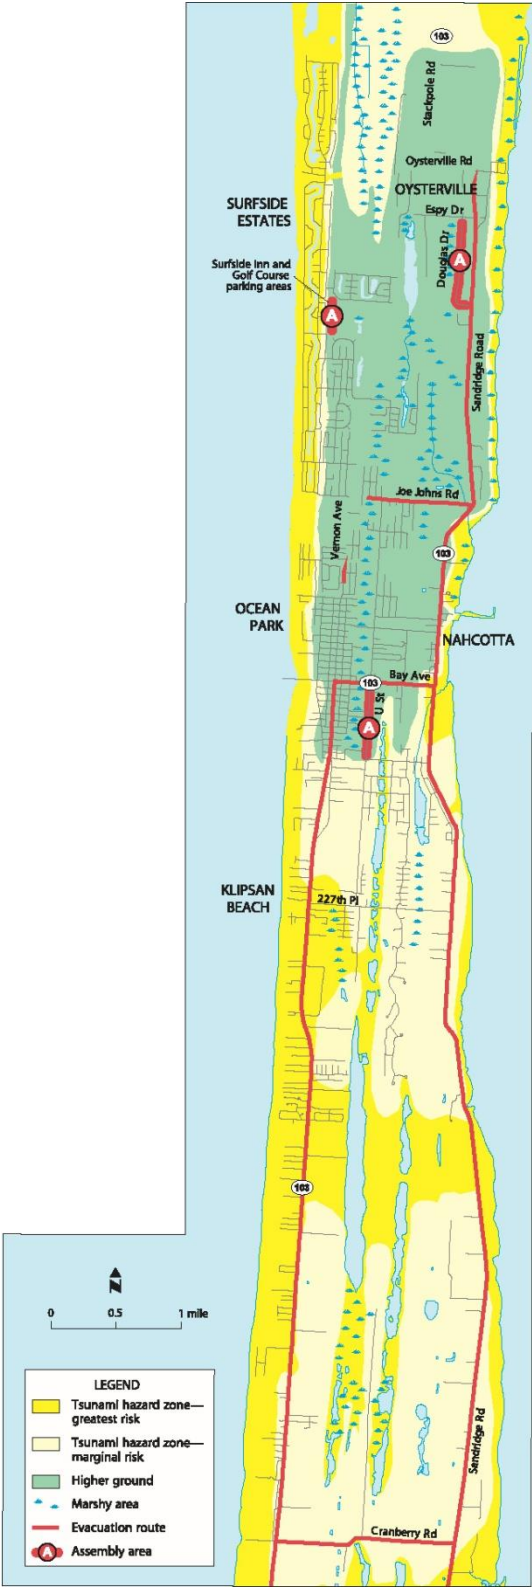 103
Stackpole Rd
Oysterville Rd
OYSTERVILLE
SURFSIDE
ESTATES
Espy Dr
Douglas Dr
A
Surfside Inn and
Golf Course
parking areas
A
Sandridge Road
Joe Johns Rd
Vernon Ave
103
OCEAN
PARK
NAHCOTTA
Bay Ave
103
U St
A
KLIPSAN
BEACH
227th Pl
103
N
0 0.5 1 mile
LEGEND
Tsunami hazard zone—
greatest risk
Tsunami hazard zone—
marginal risk
Higher ground
Marshy area
Evacuation route
A Assembly area
Sandridge Rd
Cranberry Rd